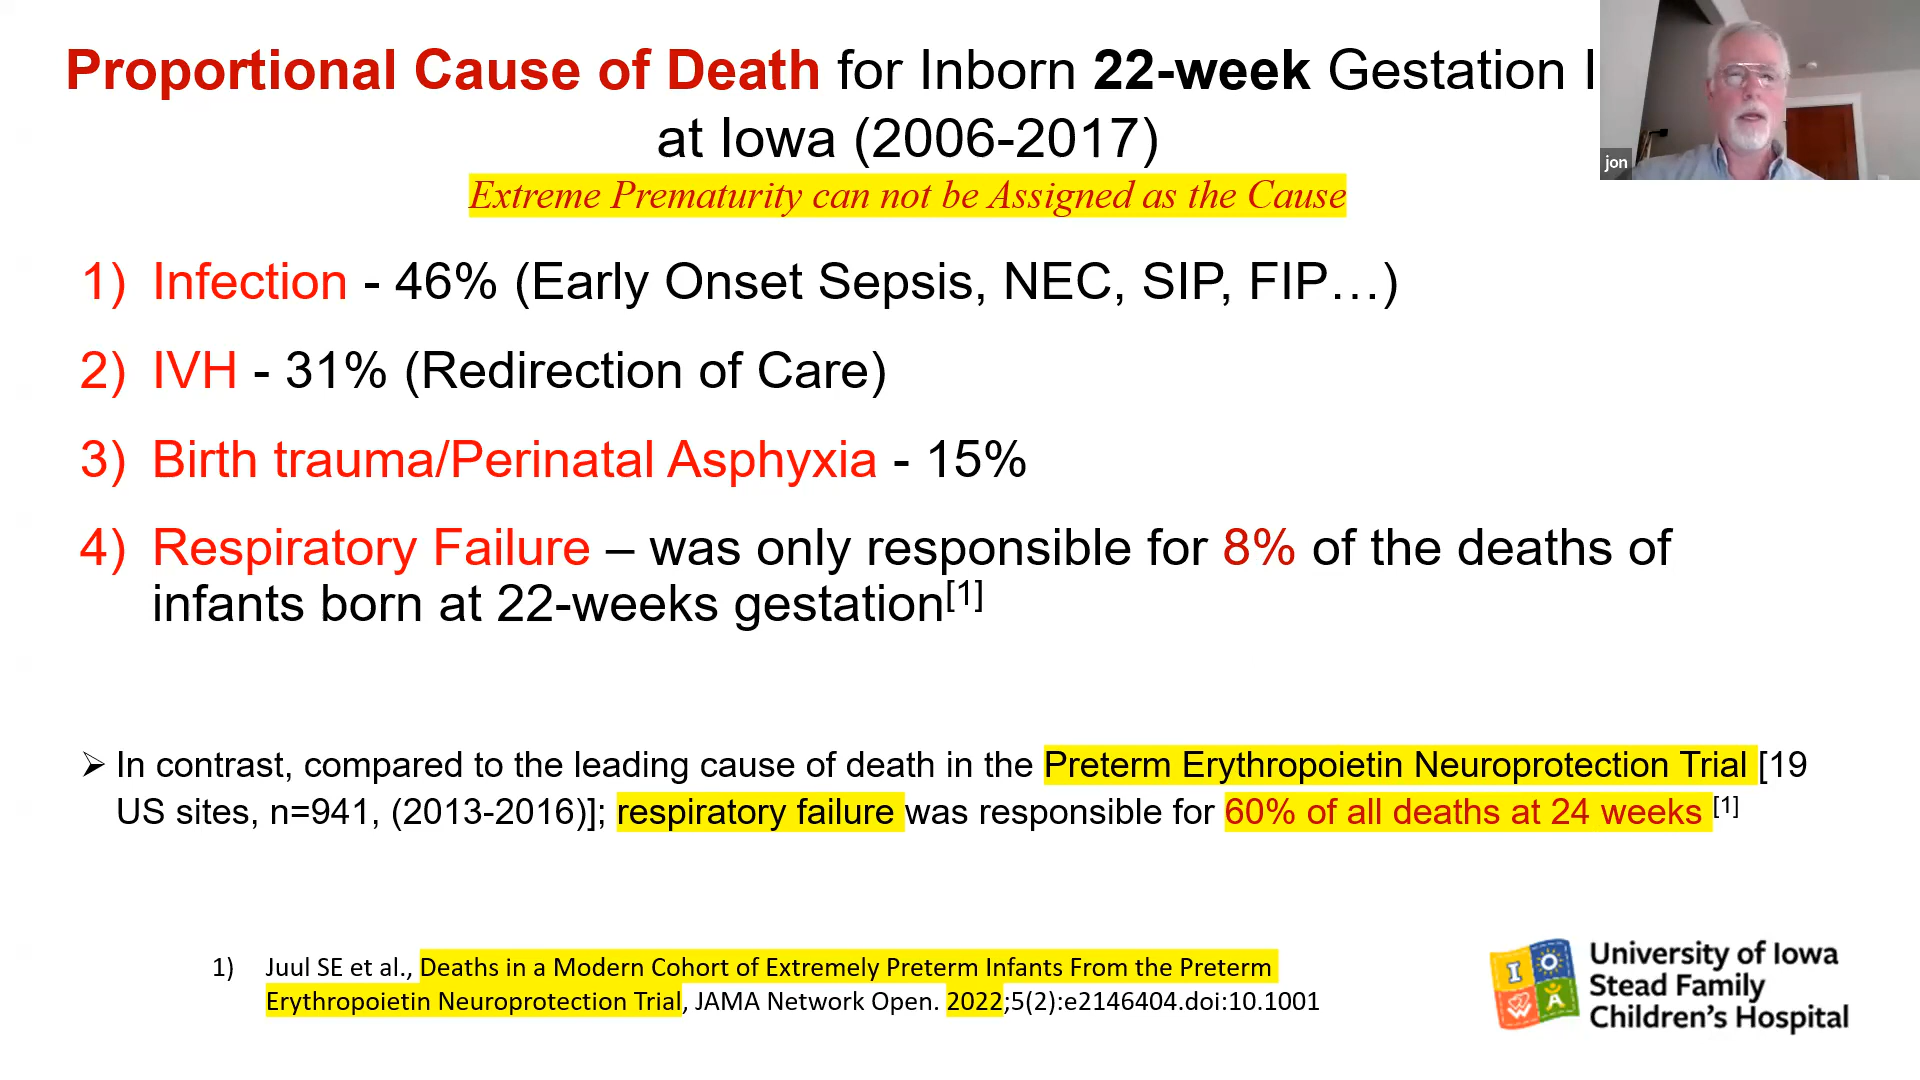 Proportional Cause of Death for Inborn 22-week Gestation
at Iowa (2006-2017)
Extreme Prematurity can not be Assigned as the Cause
jon
1) Infection - 46% (Early Onset Sepsis, NEC, SIP, FIP…)
2) IVH - 31% (Redirection of Care)
3) Birth trauma/Perinatal Asphyxia - 15%
4) Respiratory Failure – was only responsible for 8% of the deaths of
infants born at 22-weeks gestation[1]
➢ In contrast, compared to the leading cause of death in the Preterm Erythropoietin Neuroprotection Trial [19
US sites, n=941, (2013-2016)]; respiratory failure was responsible for 60% of all deaths at 24 weeks [1]
1) Juul SE et al., Deaths in a Modern Cohort of Extremely Preterm Infants From the Preterm
Erythropoietin Neuroprotection Trial, JAMA Network Open. 2022;5(2):e2146404.doi:10.1001
IOWA
University of Iowa
Stead Family
Children's Hospital